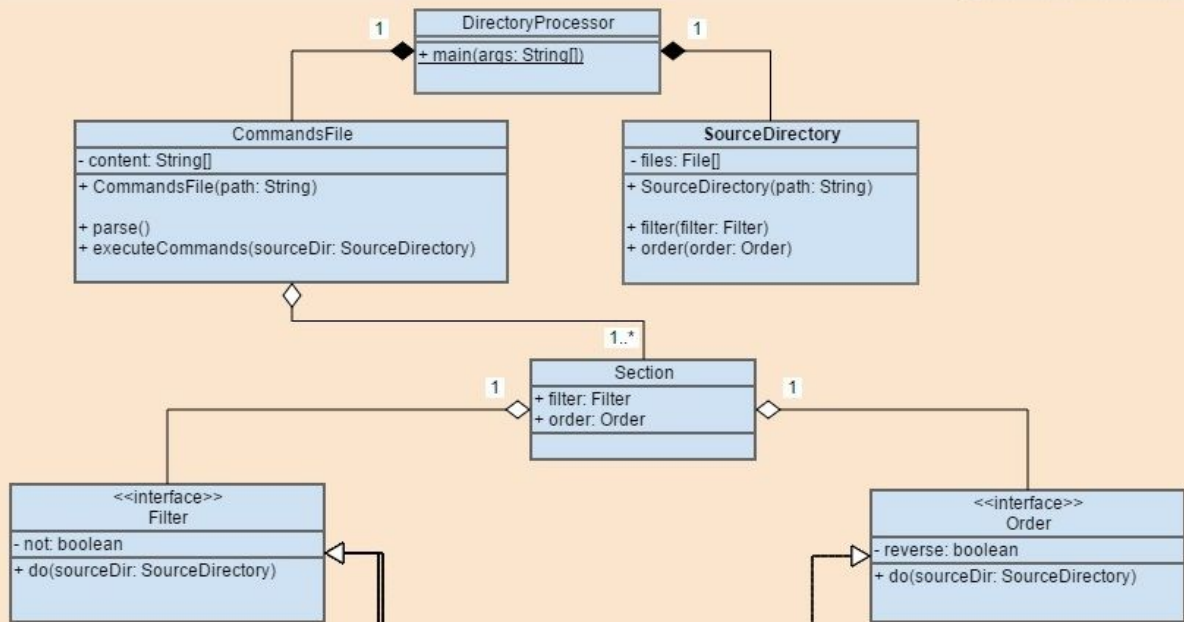 DirectoryProcessor
1
1
+ main(args: String[])
CommandsFile
- content: String[]
+ CommandsFile(path: String)
+ parse()
+ executeCommands(sourceDir: SourceDirectory)
SourceDirectory
- files: File[]
+ SourceDirectory(path: String)
+ filter(filter: Filter)
+ order(order: Order)
1..*
Section
1
1
+ filter: Filter
+ order: Order
<<interface>>
Filter
- not: boolean
+ do(sourceDir: SourceDirectory)
<<interface>>
Order
- reverse: boolean
+ do(sourceDir: SourceDirectory)